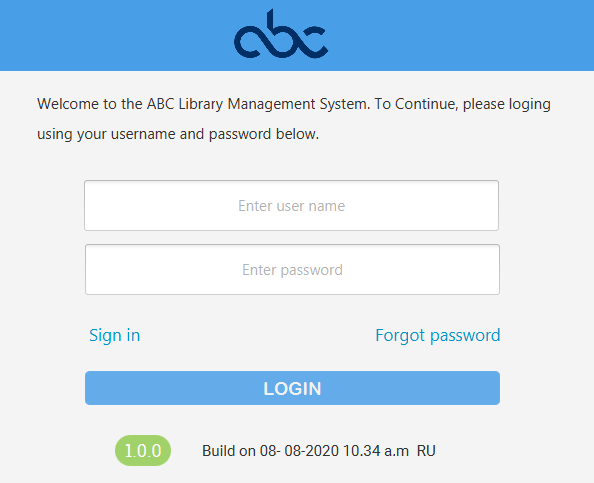 abc
Welcome to the ABC Library Management System. To Continue, please loging
using your username and password below.
Enter user name
Enter password
Sign in Forgot password
LOGIN
1.0.0 Build on 08- 08-2020 10.34 a.m RU